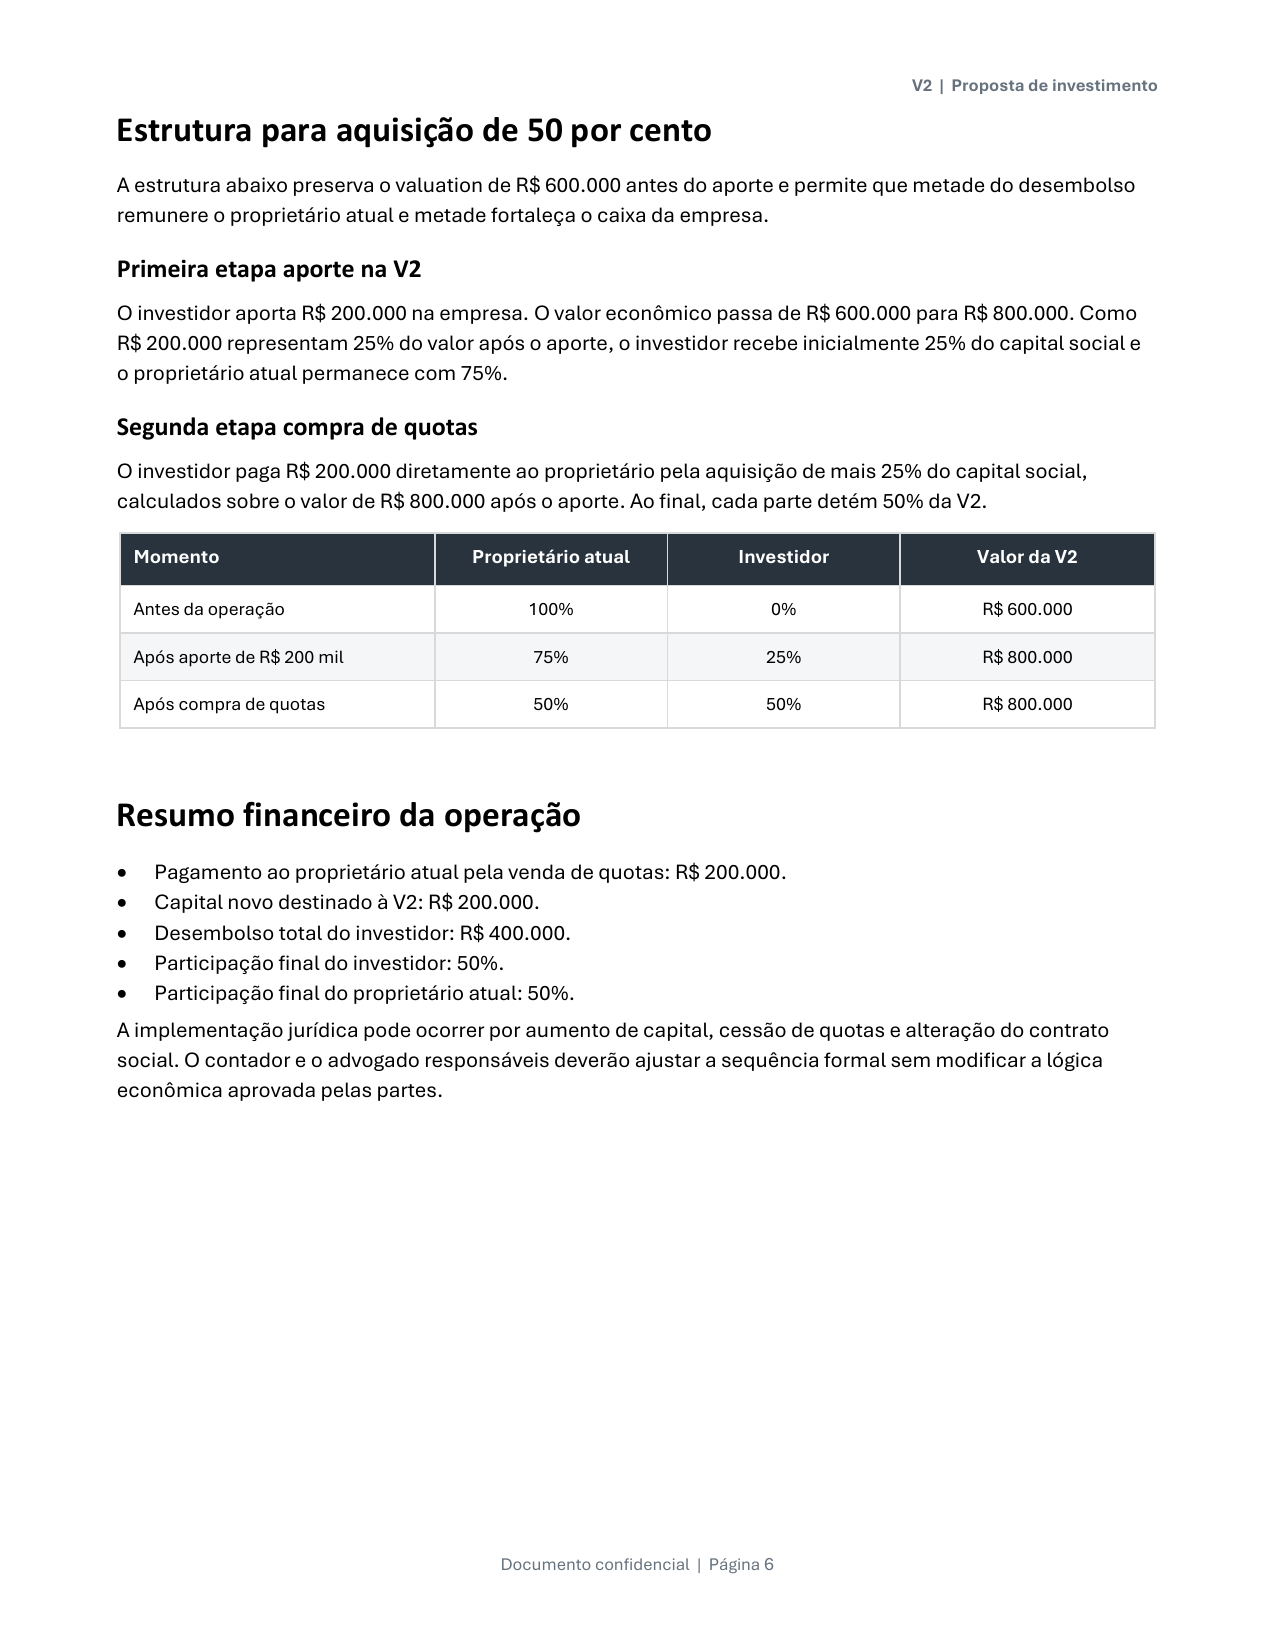 V2 | Proposta de investimento
Estrutura para aquisição de 50 por cento
A estrutura abaixo preserva o valuation de R$ 600.000 antes do aporte e permite que metade do desembolso
remunere o proprietário atual e metade fortaleça o caixa da empresa.
Primeira etapa aporte na V2
O investidor aporta R$ 200.000 na empresa. O valor econômico passa de R$ 600.000 para R$ 800.000. Como
R$ 200.000 representam 25% do valor após o aporte, o investidor recebe inicialmente 25% do capital social e
o proprietário atual permanece com 75%.
Segunda etapa compra de quotas
O investidor paga R$ 200.000 diretamente ao proprietário pela aquisição de mais 25% do capital social,
calculados sobre o valor de R$ 800.000 após o aporte. Ao final, cada parte detém 50% da V2.
Momento Proprietário atual Investidor Valor da V2
Antes da operação 100% 0% R$ 600.000
Após aporte de R$ 200 mil 75% 25% R$ 800.000
Após compra de quotas 50% 50% R$ 800.000
Resumo financeiro da operação
• Pagamento ao proprietário atual pela venda de quotas: R$ 200.000.
• Capital novo destinado à V2: R$ 200.000.
• Desembolso total do investidor: R$ 400.000.
• Participação final do investidor: 50%.
• Participação final do proprietário atual: 50%.
A implementação jurídica pode ocorrer por aumento de capital, cessão de quotas e alteração do contrato
social. O contador e o advogado responsáveis deverão ajustar a sequência formal sem modificar a lógica
econômica aprovada pelas partes.
Documento confidencial | Página 6